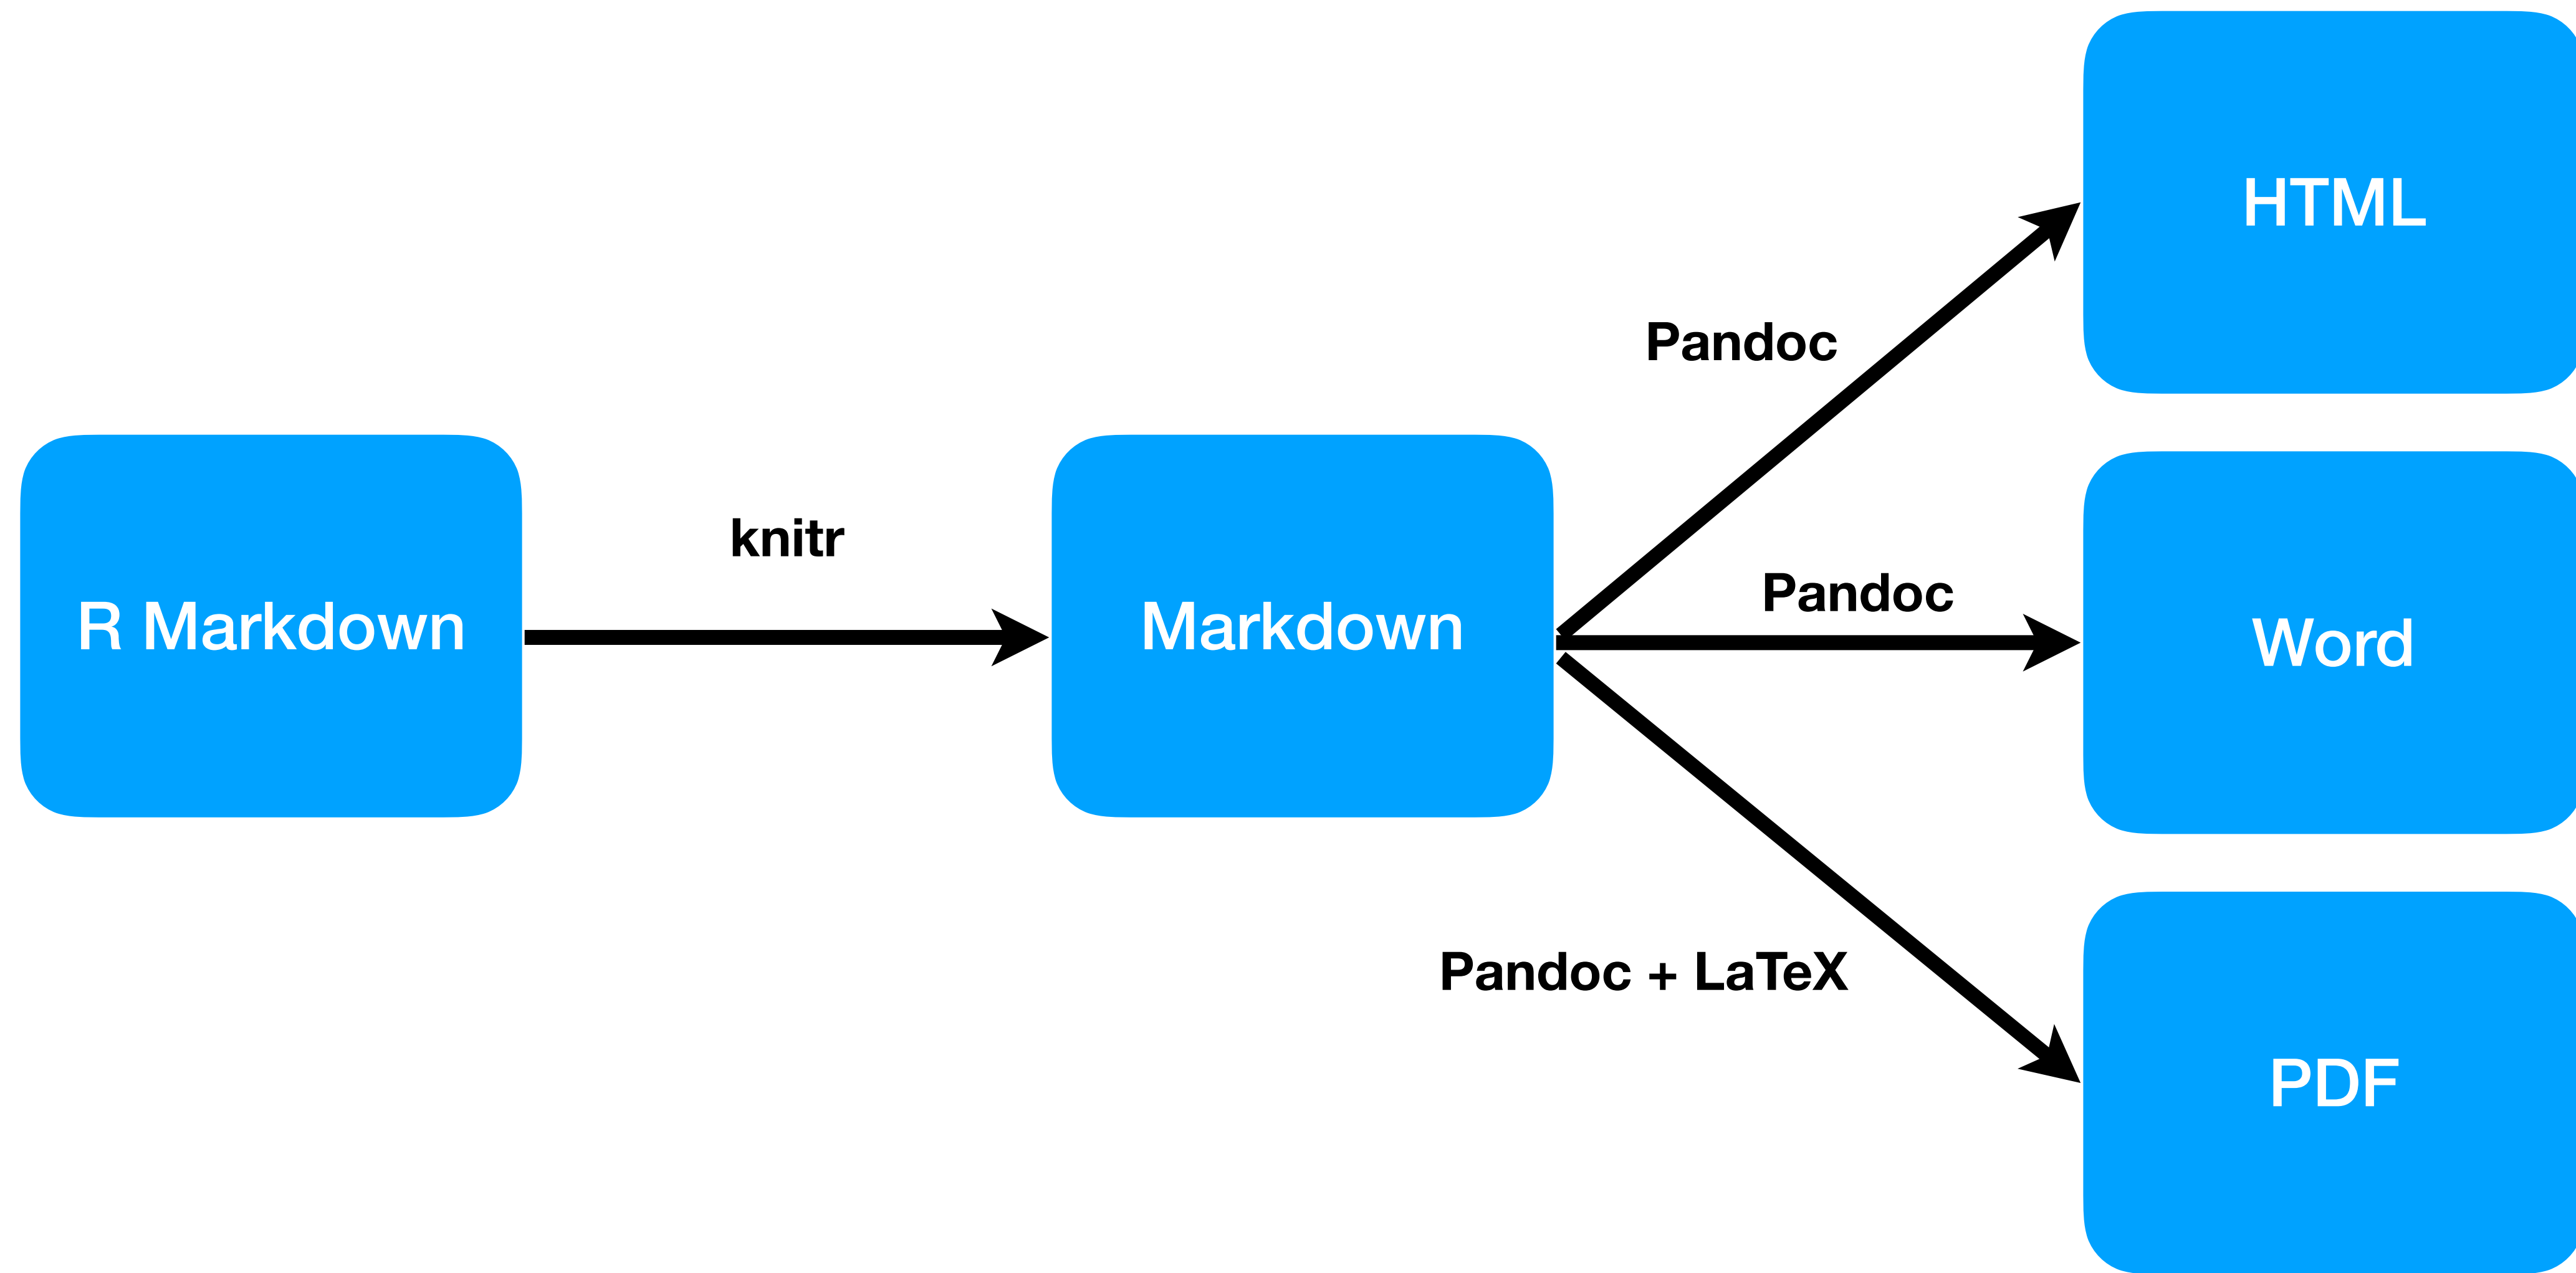 R Markdown
knitr
Markdown
Pandoc
HTML
Pandoc
Word
Pandoc + LaTeX
PDF